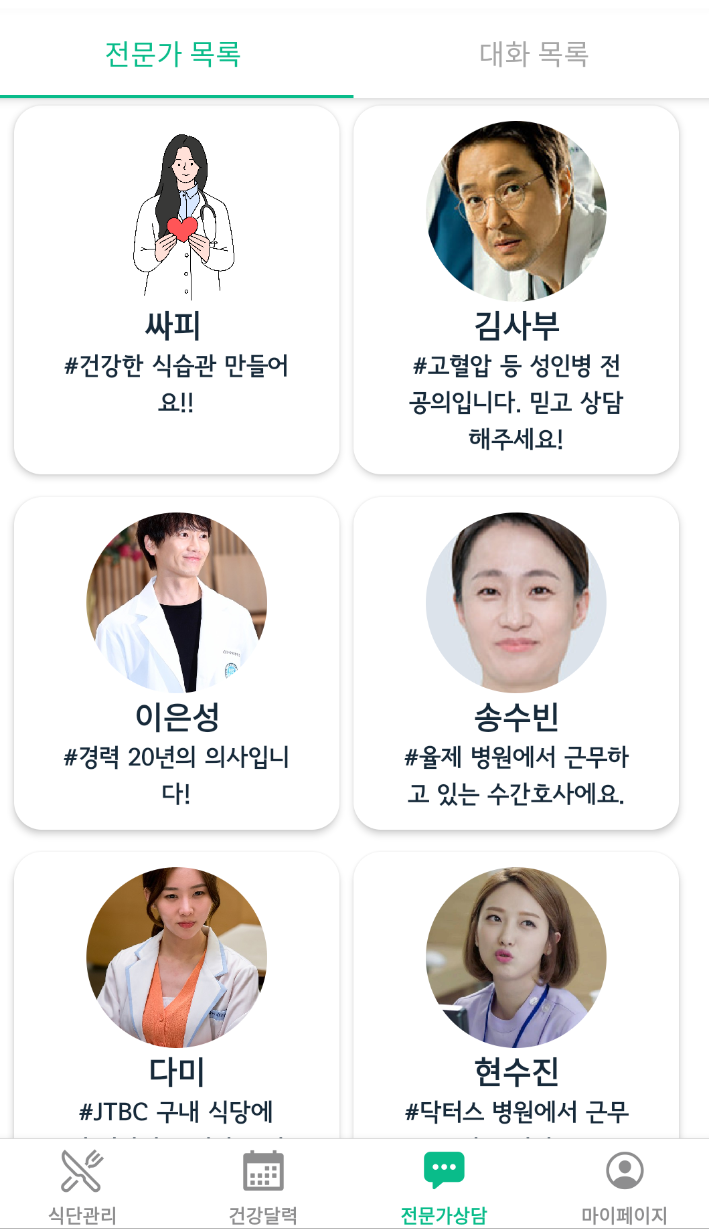 전문가 목록
대화 목록
싸피
#건강한 식습관 만들어
요!!
김사부
#고혈압 등 성인병 전
공의입니다. 믿고 상담
해주세요!
이은성
#경력 20년의 의사입니
다!
송수빈
#율제 병원에서 근무하
고 있는 수간호사에요.
다미
#JTBC 구내 식당에
현수진
#닥터스 병원에서 근무
식단관리
건강달력
전문가상담
마이페이지